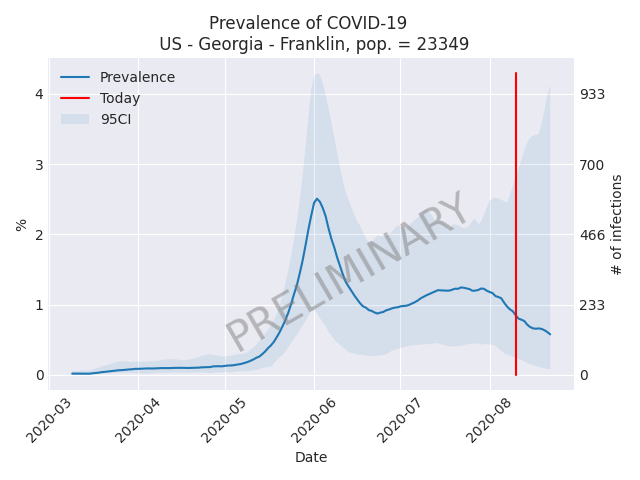 Prevalence of COVID-19
US - Georgia - Franklin, pop. = 23349
Prevalence
Today
95CI
PRELIMINARY
%
4
3
2
1
0
933
700
466
233
0
# of infections
2020-03
2020-04
2020-05
2020-06
2020-07
2020-08
Date